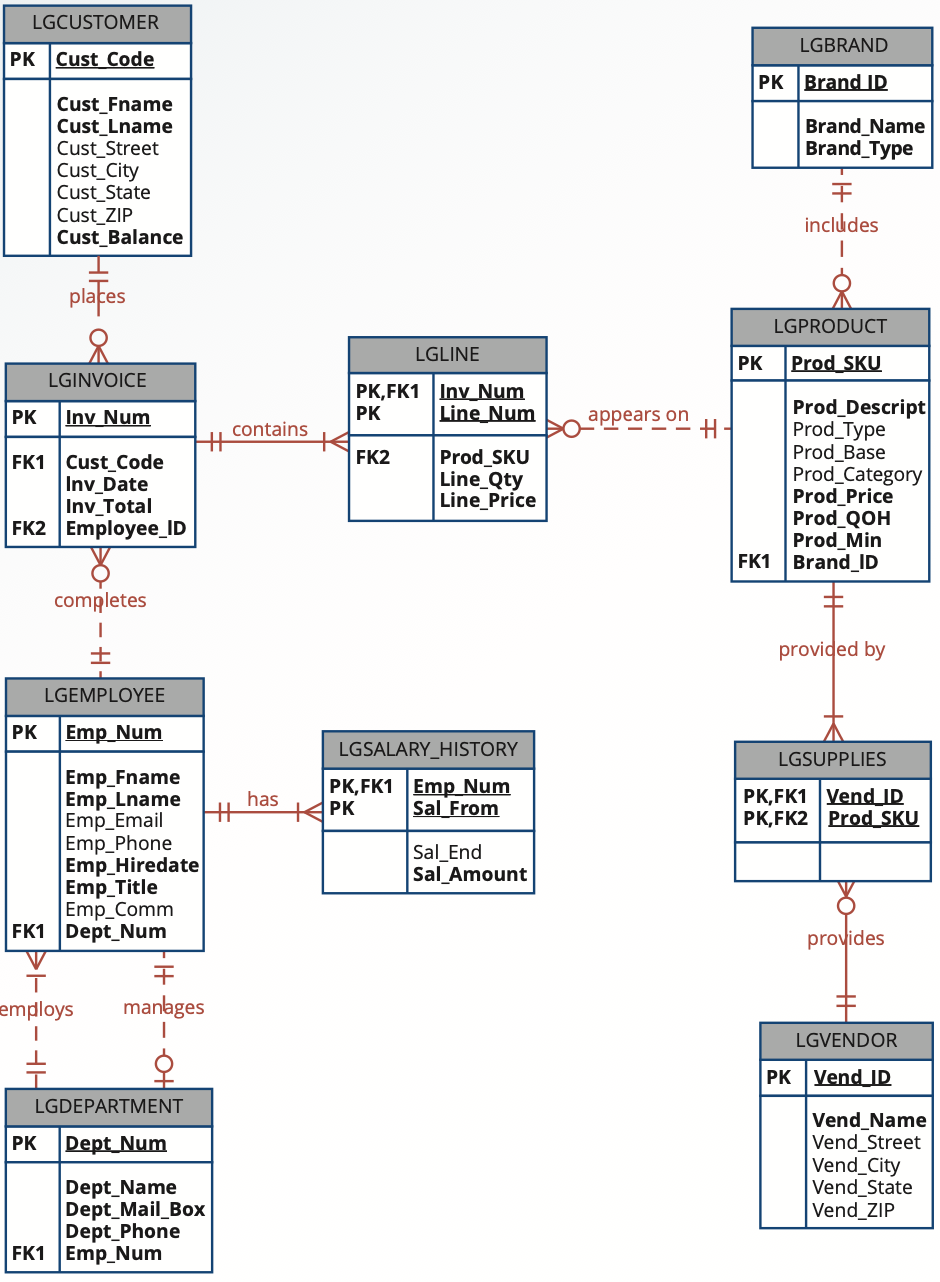 LGCUSTOMER
PK Cust_Code
Cust_Fname
Cust_Lname
Cust_Street
Cust_City
Cust_State
Cust_ZIP
Cust_Balance
places
LGINVOICE
PK Inv_Num
FK1 Cust_Code
Inv_Date
Inv_Total
FK2 Employee_ID
contains
LGLINE
PK,FK1 Inv_Num
PK Line_Num
FK2 Prod_SKU
Line_Qty
Line_Price
appears on
LGBRAND
PK Brand ID
Brand_Name
Brand_Type
includes
LGPRODUCT
PK Prod_SKU
Prod_Descript
Prod_Type
Prod_Base
Prod_Category
Prod_Price
Prod_QOH
Prod_Min
FK1 Brand_ID
provided by
completes
LGEMPLOYEE
PK Emp_Num
Emp_Fname
Emp_Lname
Emp_Email
Emp_Phone
Emp_Hiredate
Emp_Title
Emp_Comm
FK1 Dept_Num
has
LGSALARY_HISTORY
PK,FK1 Emp_Num
PK Sal_From
Sal_End
Sal_Amount
LGSUPPLIES
PK,FK1 Vend_ID
PK,FK2 Prod_SKU
provides
employs
manages
LGDEPARTMENT
PK Dept_Num
Dept_Name
Dept_Mail_Box
Dept_Phone
FK1 Emp_Num
LGVENDOR
PK Vend_ID
Vend_Name
Vend_Street
Vend_City
Vend_State
Vend_ZIP